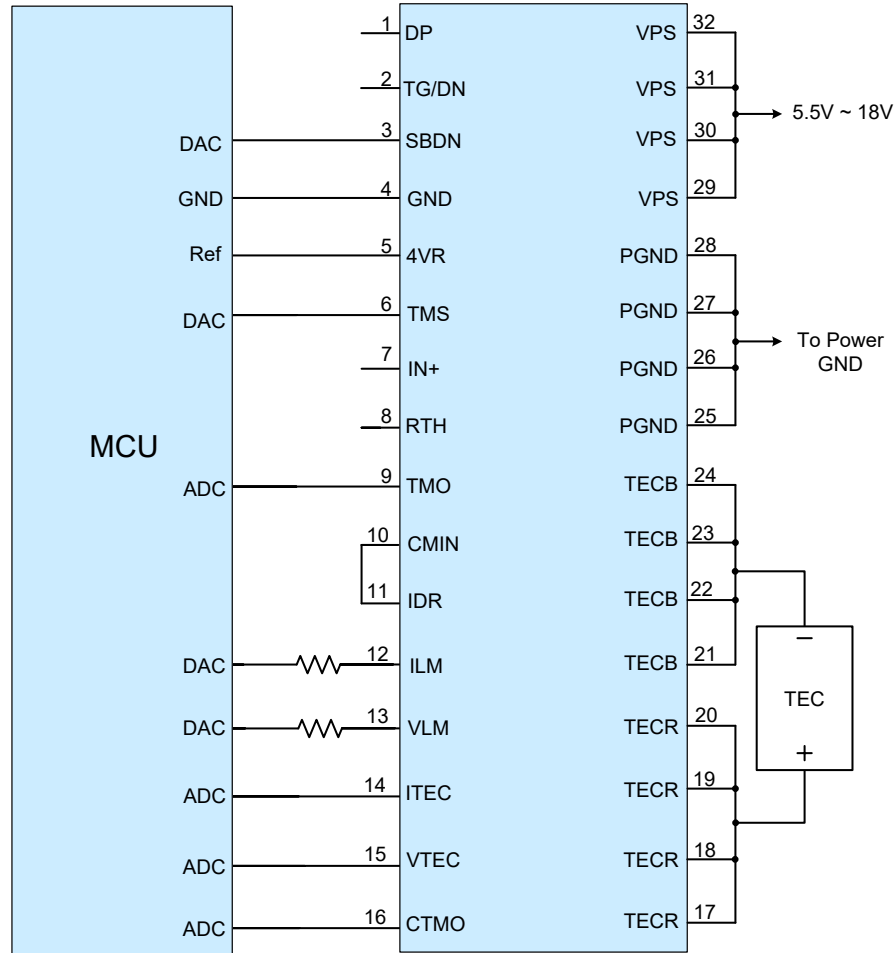 1 DP VPS 32
2 TG/DN VPS 31
5.5V ~ 18V
DAC 3 SBDN VPS 30
GND 4 GND VPS 29
Ref 5 4VR PGND 28
DAC 6 TMS PGND 27
To Power
GND
7 IN+ PGND 26
8 RTH PGND 25
MCU
ADC 9 TMO TECB 24
10 CMIN TECB 23
11 IDR TECB 22
DAC 12 ILM TECB 21
−
TEC
+
DAC 13 VLM TECR 20
ADC 14 ITEC TECR 19
ADC 15 VTEC TECR 18
ADC 16 CTMO TECR 17